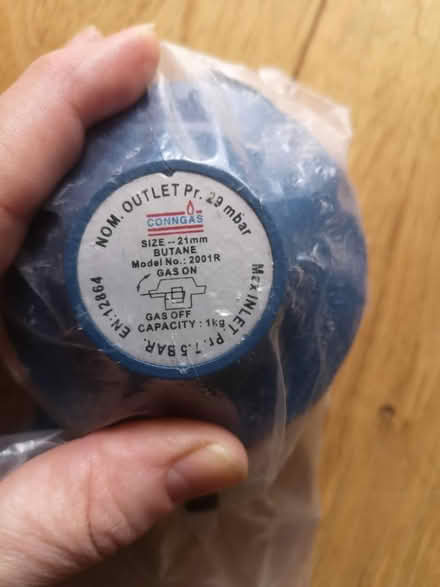 NOM. OUTLET Pr. 29 mbar
CONNGAS
SIZE -- 21mm
BUTANE
Model No.: 2001R
GAS ON
GAS OFF
CAPACITY : 1kg
Max INLET Pr. 7.5 BAR.
EN:12864